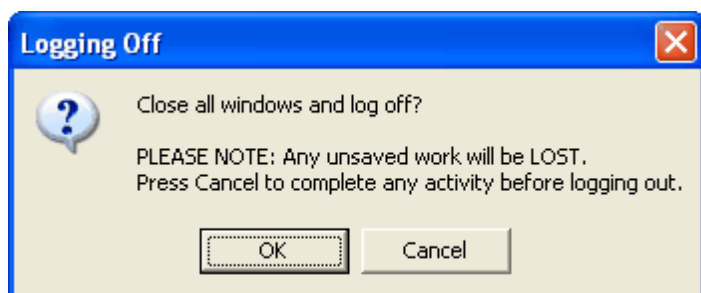 Logging Off
Close all windows and log off?
PLEASE NOTE: Any unsaved work will be LOST.
Press Cancel to complete any activity before logging out.
OK
Cancel